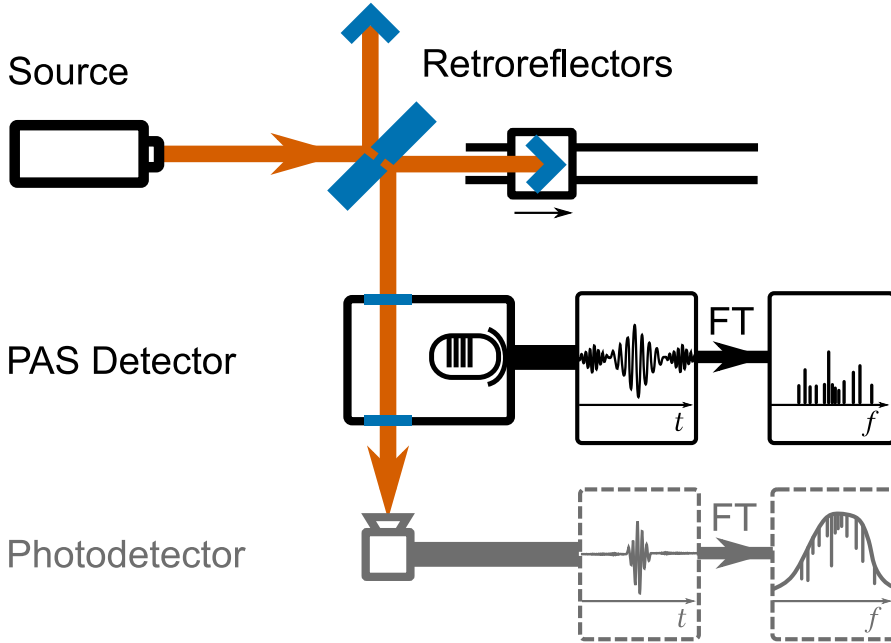 Source
Retroreflectors
PAS Detector
FT
t
f
Photodetector
FT
t
f